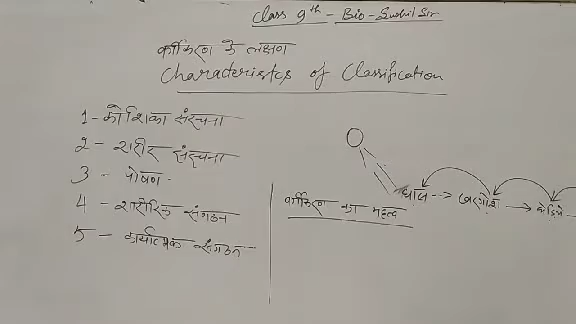 Class 9th - Bio - Sushil Sir
वर्गीकरण के लक्षण
Characteristics of Classification
1 - कोशिका संरचना
2 - शरीर संरचना
3 - पोषण -
4 - शारीरिक संगठन
5 - कार्यात्मक संगठन
वर्गीकरण का महत्व
घास --> खरगोश -->